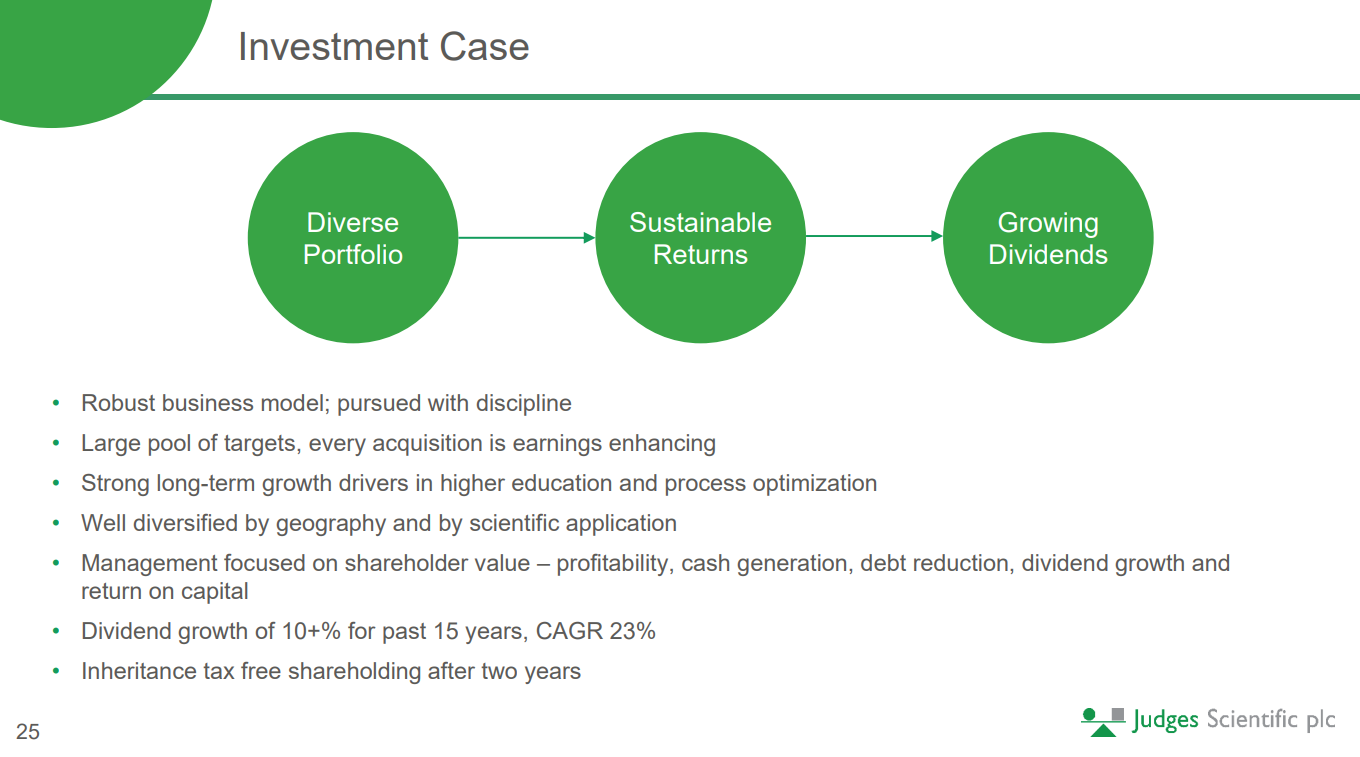 Investment Case
Diverse
Portfolio
Sustainable
Returns
Growing
Dividends
• Robust business model; pursued with discipline
• Large pool of targets, every acquisition is earnings enhancing
• Strong long-term growth drivers in higher education and process optimization
• Well diversified by geography and by scientific application
• Management focused on shareholder value – profitability, cash generation, debt reduction, dividend growth and
return on capital
• Dividend growth of 10+% for past 15 years, CAGR 23%
• Inheritance tax free shareholding after two years
25
Judges Scientific plc